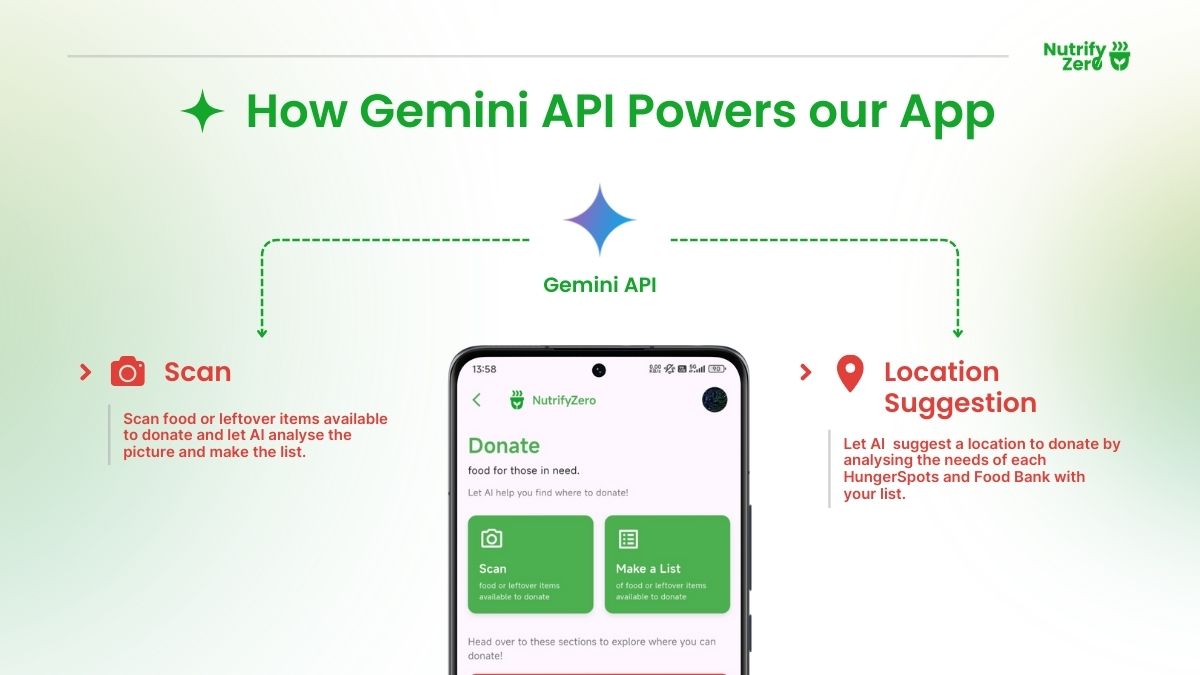 Nutrify
Zero
How Gemini API Powers our App
Gemini API
Scan
Scan food or leftover items available
to donate and let AI analyse the
picture and make the list.
Location
Suggestion
Let AI  suggest a location to donate by
analysing the needs of each
HungerSpots and Food Bank with
your list.
13:58
NutrifyZero
Donate
food for those in need.
Let AI help you find where to donate!
Scan
food or leftover items
available to donate
Make a List
of food or leftover items
available to donate
Head over to these sections to explore where you can
donate!